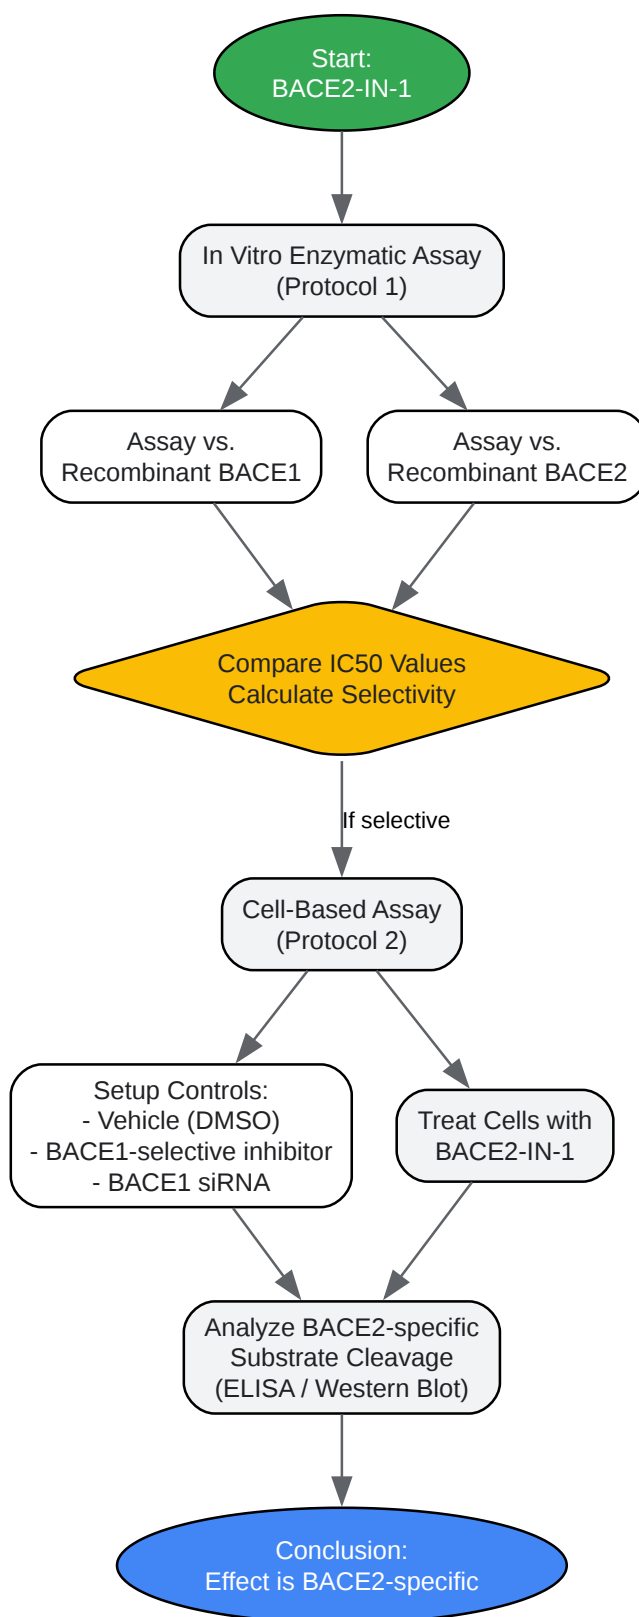 Start:
BACE2-IN-1
In Vitro Enzymatic Assay
(Protocol 1)
Assay vs.
Recombinant BACE1
Assay vs.
Recombinant BACE2
Compare IC50 Values
Calculate Selectivity
If selective
Cell-Based Assay
(Protocol 2)
Setup Controls:
- Vehicle (DMSO)
- BACE1-selective inhibitor
- BACE1 siRNA
Treat Cells with
BACE2-IN-1
Analyze BACE2-specific
Substrate Cleavage
(ELISA / Western Blot)
Conclusion:
Effect is BACE2-specific